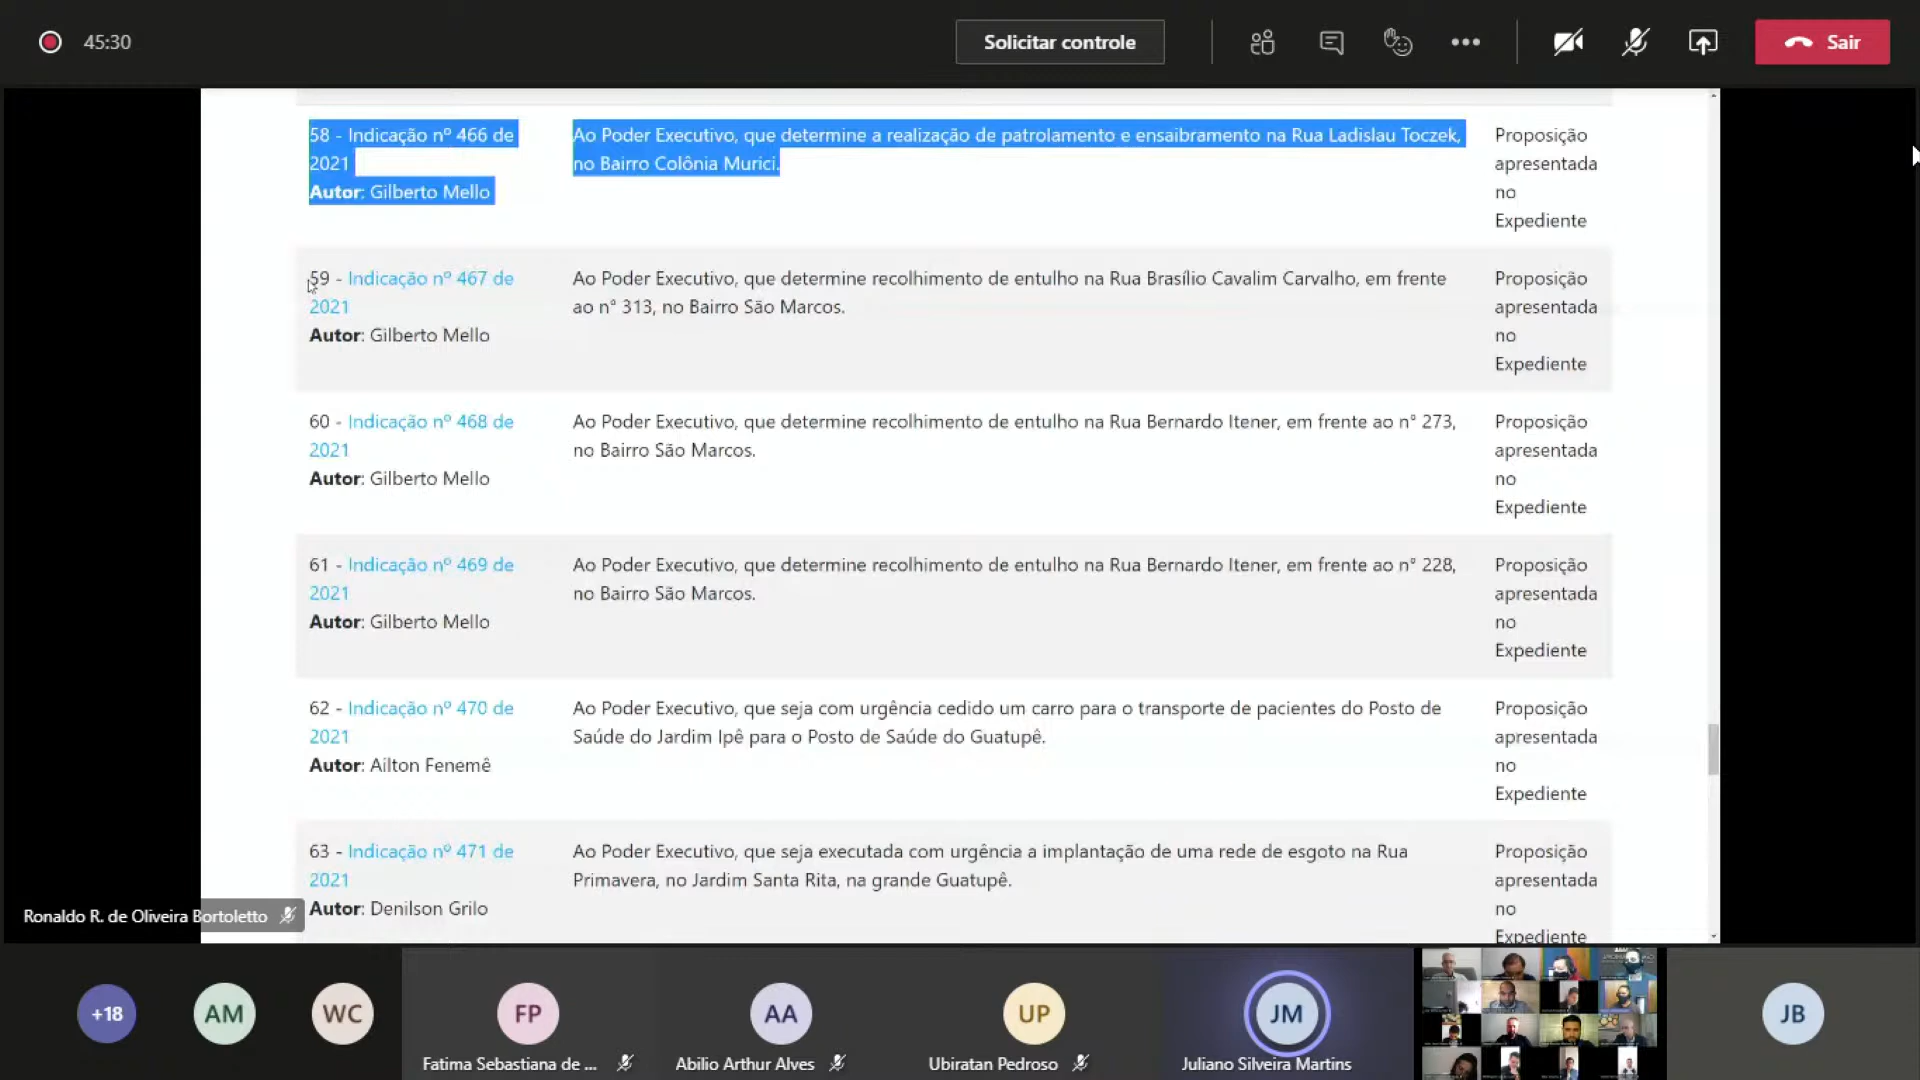 45:30
Solicitar controle
Sair
58 - Indicação nº 466 de
2021
Autor: Gilberto Mello
Ao Poder Executivo, que determine a realização de patrolamento e ensaibramento na Rua Ladislau Toczek,
no Bairro Colônia Murici.
Proposição
apresentada
no
Expediente
59 - Indicação nº 467 de
2021
Autor: Gilberto Mello
Ao Poder Executivo, que determine recolhimento de entulho na Rua Brasílio Cavalim Carvalho, em frente
ao n° 313, no Bairro São Marcos.
Proposição
apresentada
no
Expediente
60 - Indicação nº 468 de
2021
Autor: Gilberto Mello
Ao Poder Executivo, que determine recolhimento de entulho na Rua Bernardo Itener, em frente ao n° 273,
no Bairro São Marcos.
Proposição
apresentada
no
Expediente
61 - Indicação nº 469 de
2021
Autor: Gilberto Mello
Ao Poder Executivo, que determine recolhimento de entulho na Rua Bernardo Itener, em frente ao n° 228,
no Bairro São Marcos.
Proposição
apresentada
no
Expediente
62 - Indicação nº 470 de
2021
Autor: Ailton Fenemê
Ao Poder Executivo, que seja com urgência cedido um carro para o transporte de pacientes do Posto de
Saúde do Jardim Ipê para o Posto de Saúde do Guatupê.
Proposição
apresentada
no
Expediente
63 - Indicação nº 471 de
2021
Autor: Denilson Grilo
Ao Poder Executivo, que seja executada com urgência a implantação de uma rede de esgoto na Rua
Primavera, no Jardim Santa Rita, na grande Guatupê.
Proposição
apresentada
no
Expediente
Ronaldo R. de Oliveira Bortoletto
+18
AM
WC
FP
AA
UP
JM
JB
Fatima Sebastiana de ...
Abilio Arthur Alves
Ubiratan Pedroso
Juliano Silveira Martins